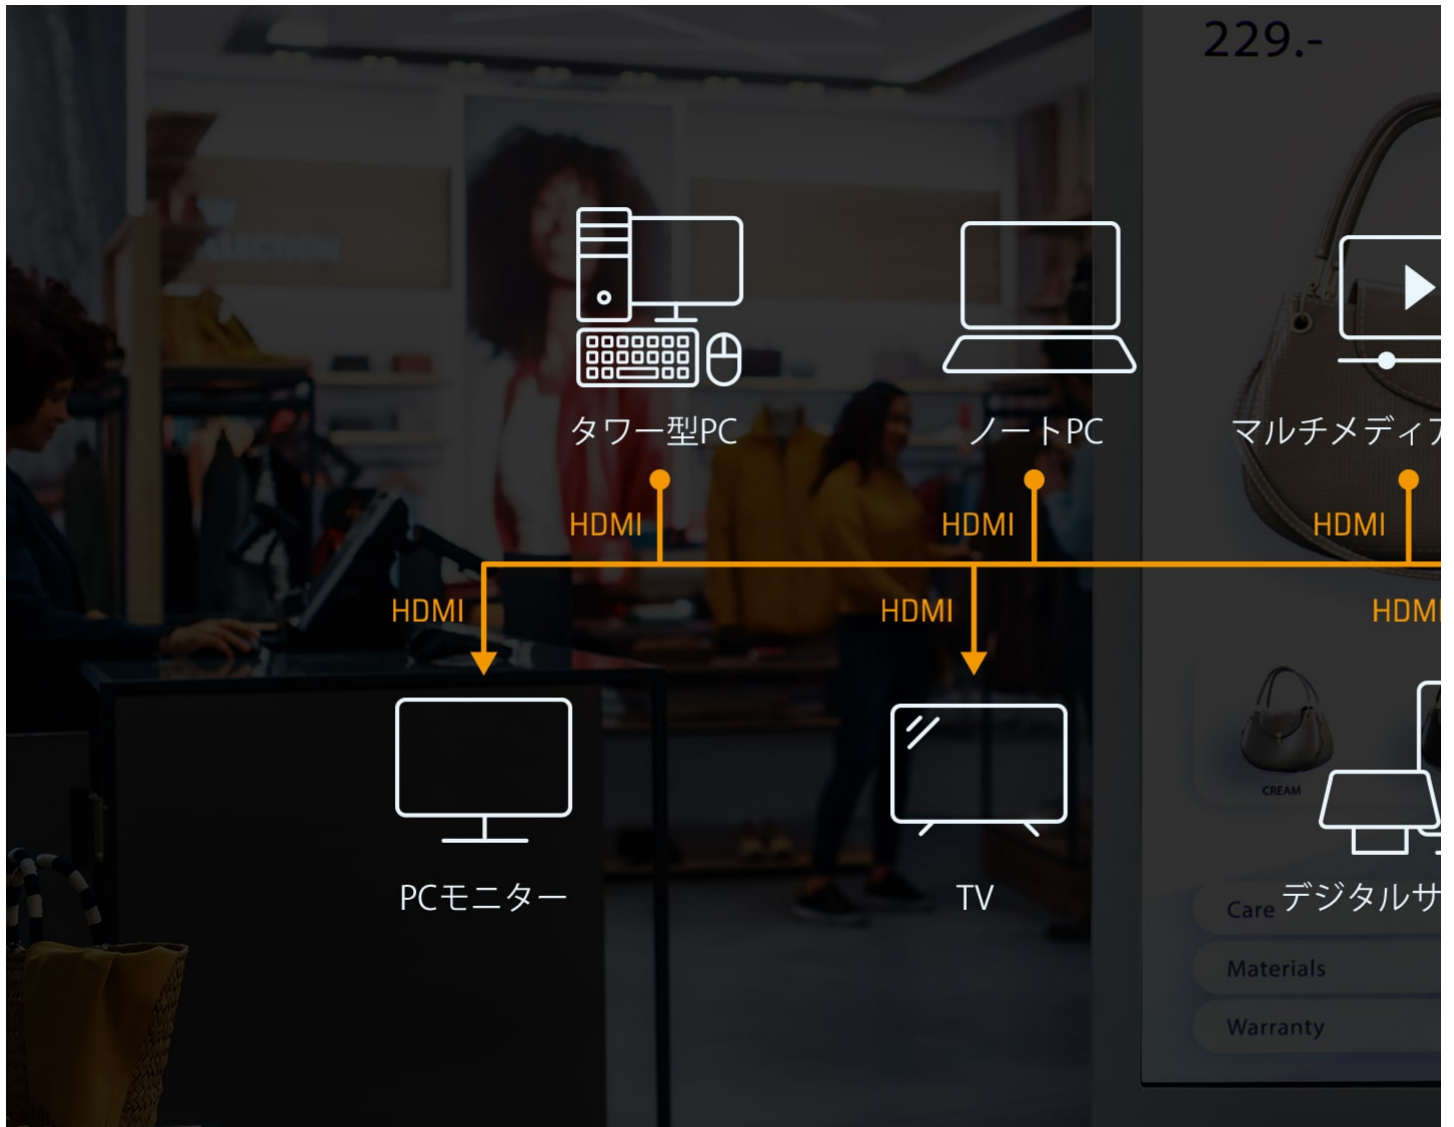 229.-
タワー型PC
ノートPC
マルチメディア
HDMI
HDMI
HDMI
HDMI
HDMI
HDMI
CREAM
PCモニター
TV
デジタルサ
Care
Materials
Warranty